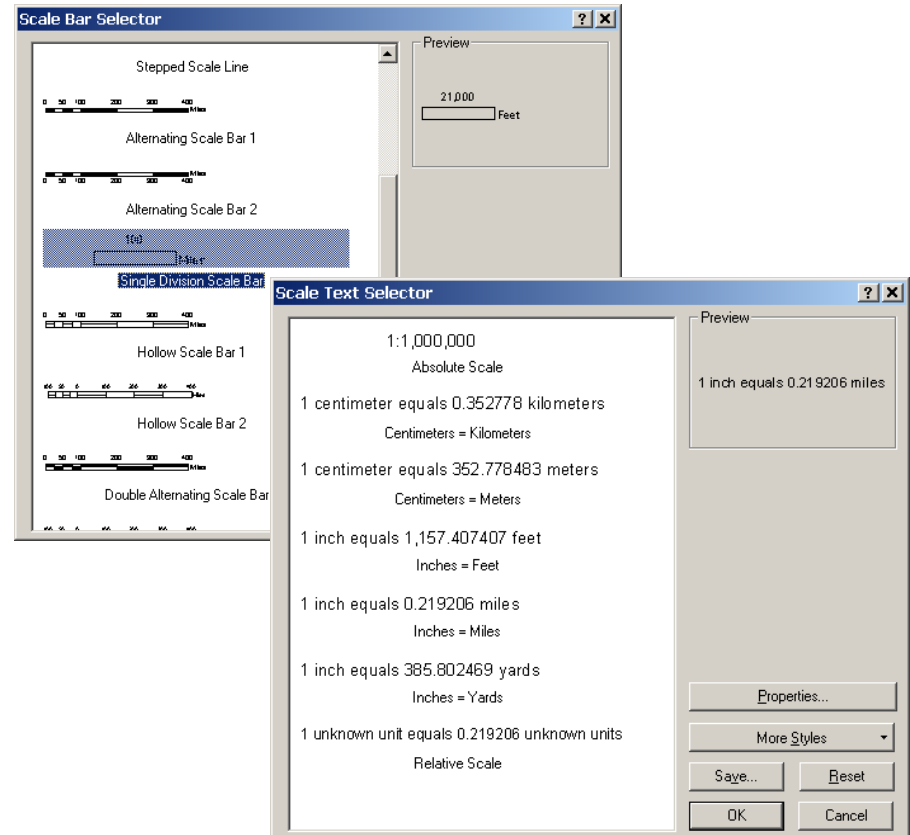 Scale Bar Selector
Stepped Scale Line
0 50 100 200 300 400
Miles
Alternating Scale Bar 1
Miles
0 50 100 200 300 400
Alternating Scale Bar 2
100
Miles
Single Division Scale Bar
0 50 100 200 300 400
Miles
Hollow Scale Bar 1
Hollow Scale Bar 2
0 50 100 200 300 400
Miles
Double Alternating Scale Bar
Preview
21,000
Feet
Scale Text Selector
1:1,000,000
Absolute Scale
1 centimeter equals 0.352778 kilometers
Centimeters = Kilometers
1 centimeter equals 352.778483 meters
Centimeters = Meters
1 inch equals 1,157.407407 feet
Inches = Feet
1 inch equals 0.219206 miles
Inches = Miles
1 inch equals 385.802469 yards
Inches = Yards
1 unknown unit equals 0.219206 unknown units
Relative Scale
Preview
1 inch equals 0.219206 miles
Properties...
More Styles
Save... Reset
OK Cancel